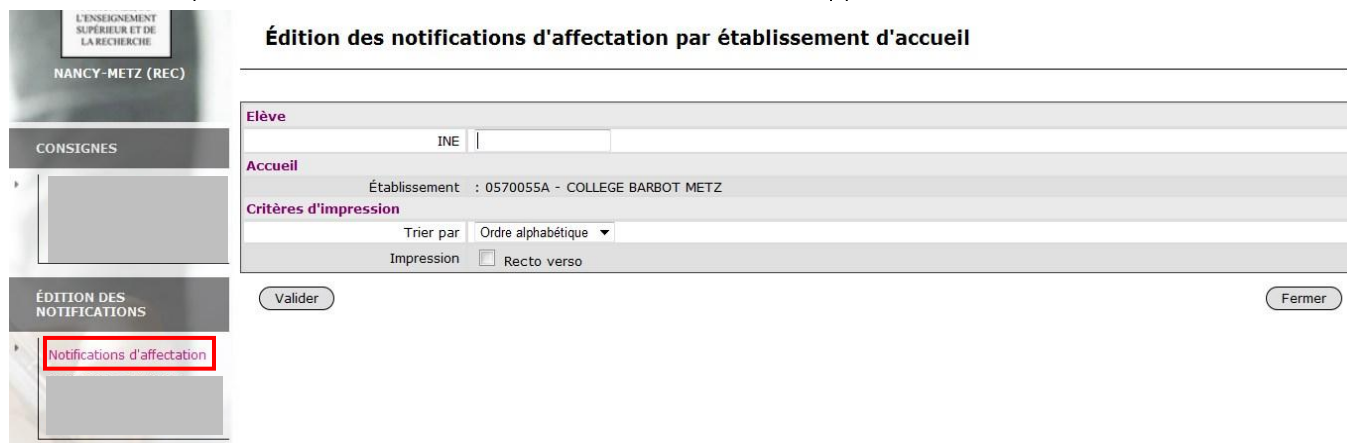 L'ENSEIGNEMENT
SUPÉRIEUR ET DE
LA RECHERCHE
NANCY-METZ (REC)
Édition des notifications d'affectation par établissement d'accueil
Elève
INE
Accueil
Établissement : 0570055A - COLLEGE BARBOT METZ
Critères d'impression
Trier par Ordre alphabétique
Impression Recto verso
Valider
Fermer
CONSIGNES
ÉDITION DES
NOTIFICATIONS
Notifications d'affectation